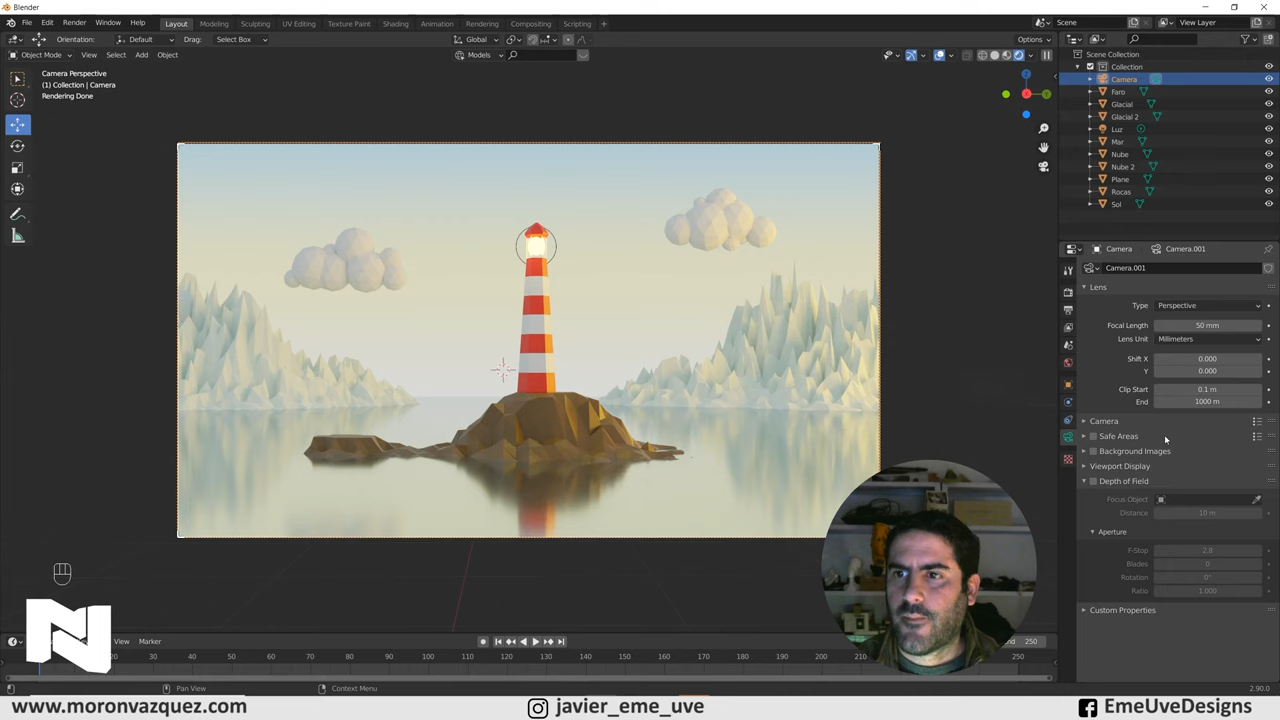 Blender
File Edit Render Window Help Layout Modeling Sculpting UV Editing Texture Paint Shading Animation Rendering Compositing Scripting + Scene View Layer
Orientation: Default Drag: Select Box Global Options
Object Mode View Select Add Object Models
Camera Perspective
(1) Collection | Camera
Rendering Done
Scene Collection
Collection
Camera
Faro
Glacial
Glacial 2
Luz
Mar
Nube
Nube 2
Plane
Rocas
Sol
Camera Camera.001
Camera.001
Lens
Type Perspective
Focal Length 50 mm
Lens Unit Millimeters
Shift X 0.000
Y 0.000
Clip Start 0.1 m
End 1000 m
Camera
Safe Areas
Background Images
Viewport Display
Depth of Field
Focus Object
Distance 10 m
Aperture
F-Stop 2.8
Blades 0
Rotation 0°
Ratio 1.000
Custom Properties
N
View Marker
250
20 30 40 50 60 70 80 90 100 110 120 130 140 150 160 170 180 190 200 210 250
Pan View Context Menu 2.90.0
www.moronvazquez.com javier_eme_uve EmeUveDesigns